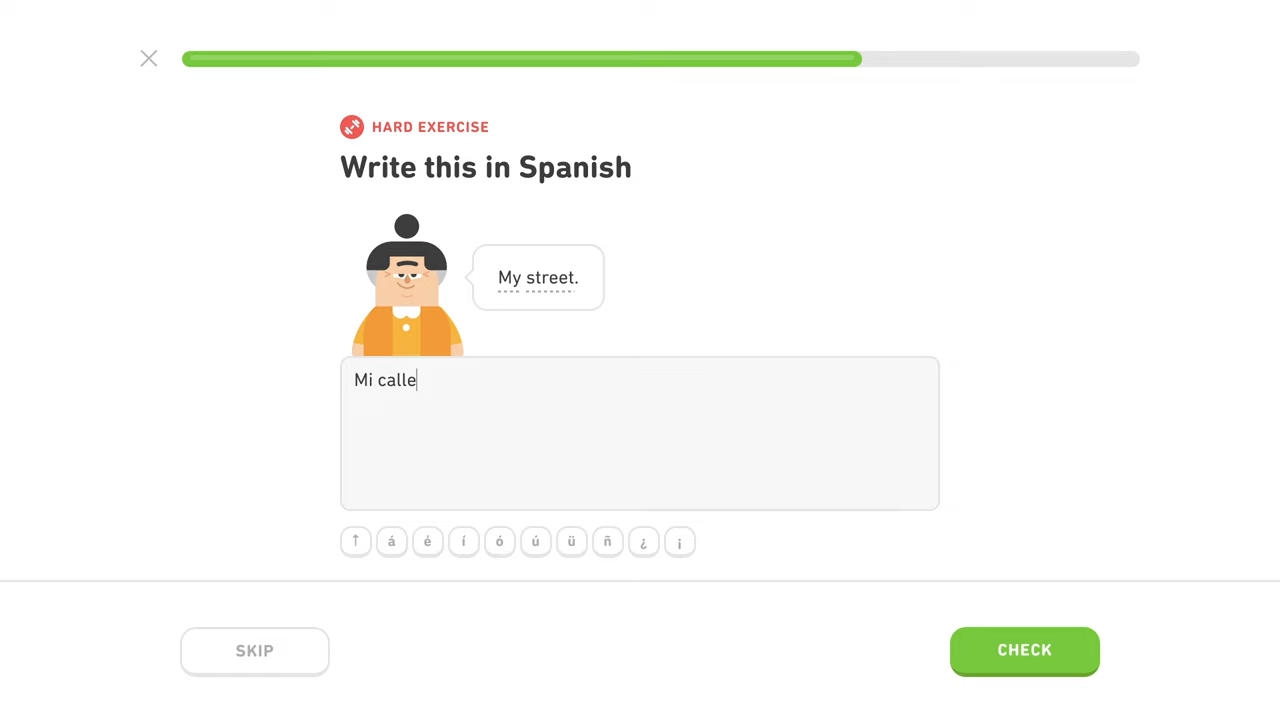 HARD EXERCISE
Write this in Spanish
My street.
Mi calle
↑ á é í ó ú ü ñ ¿ ¡
SKIP
CHECK